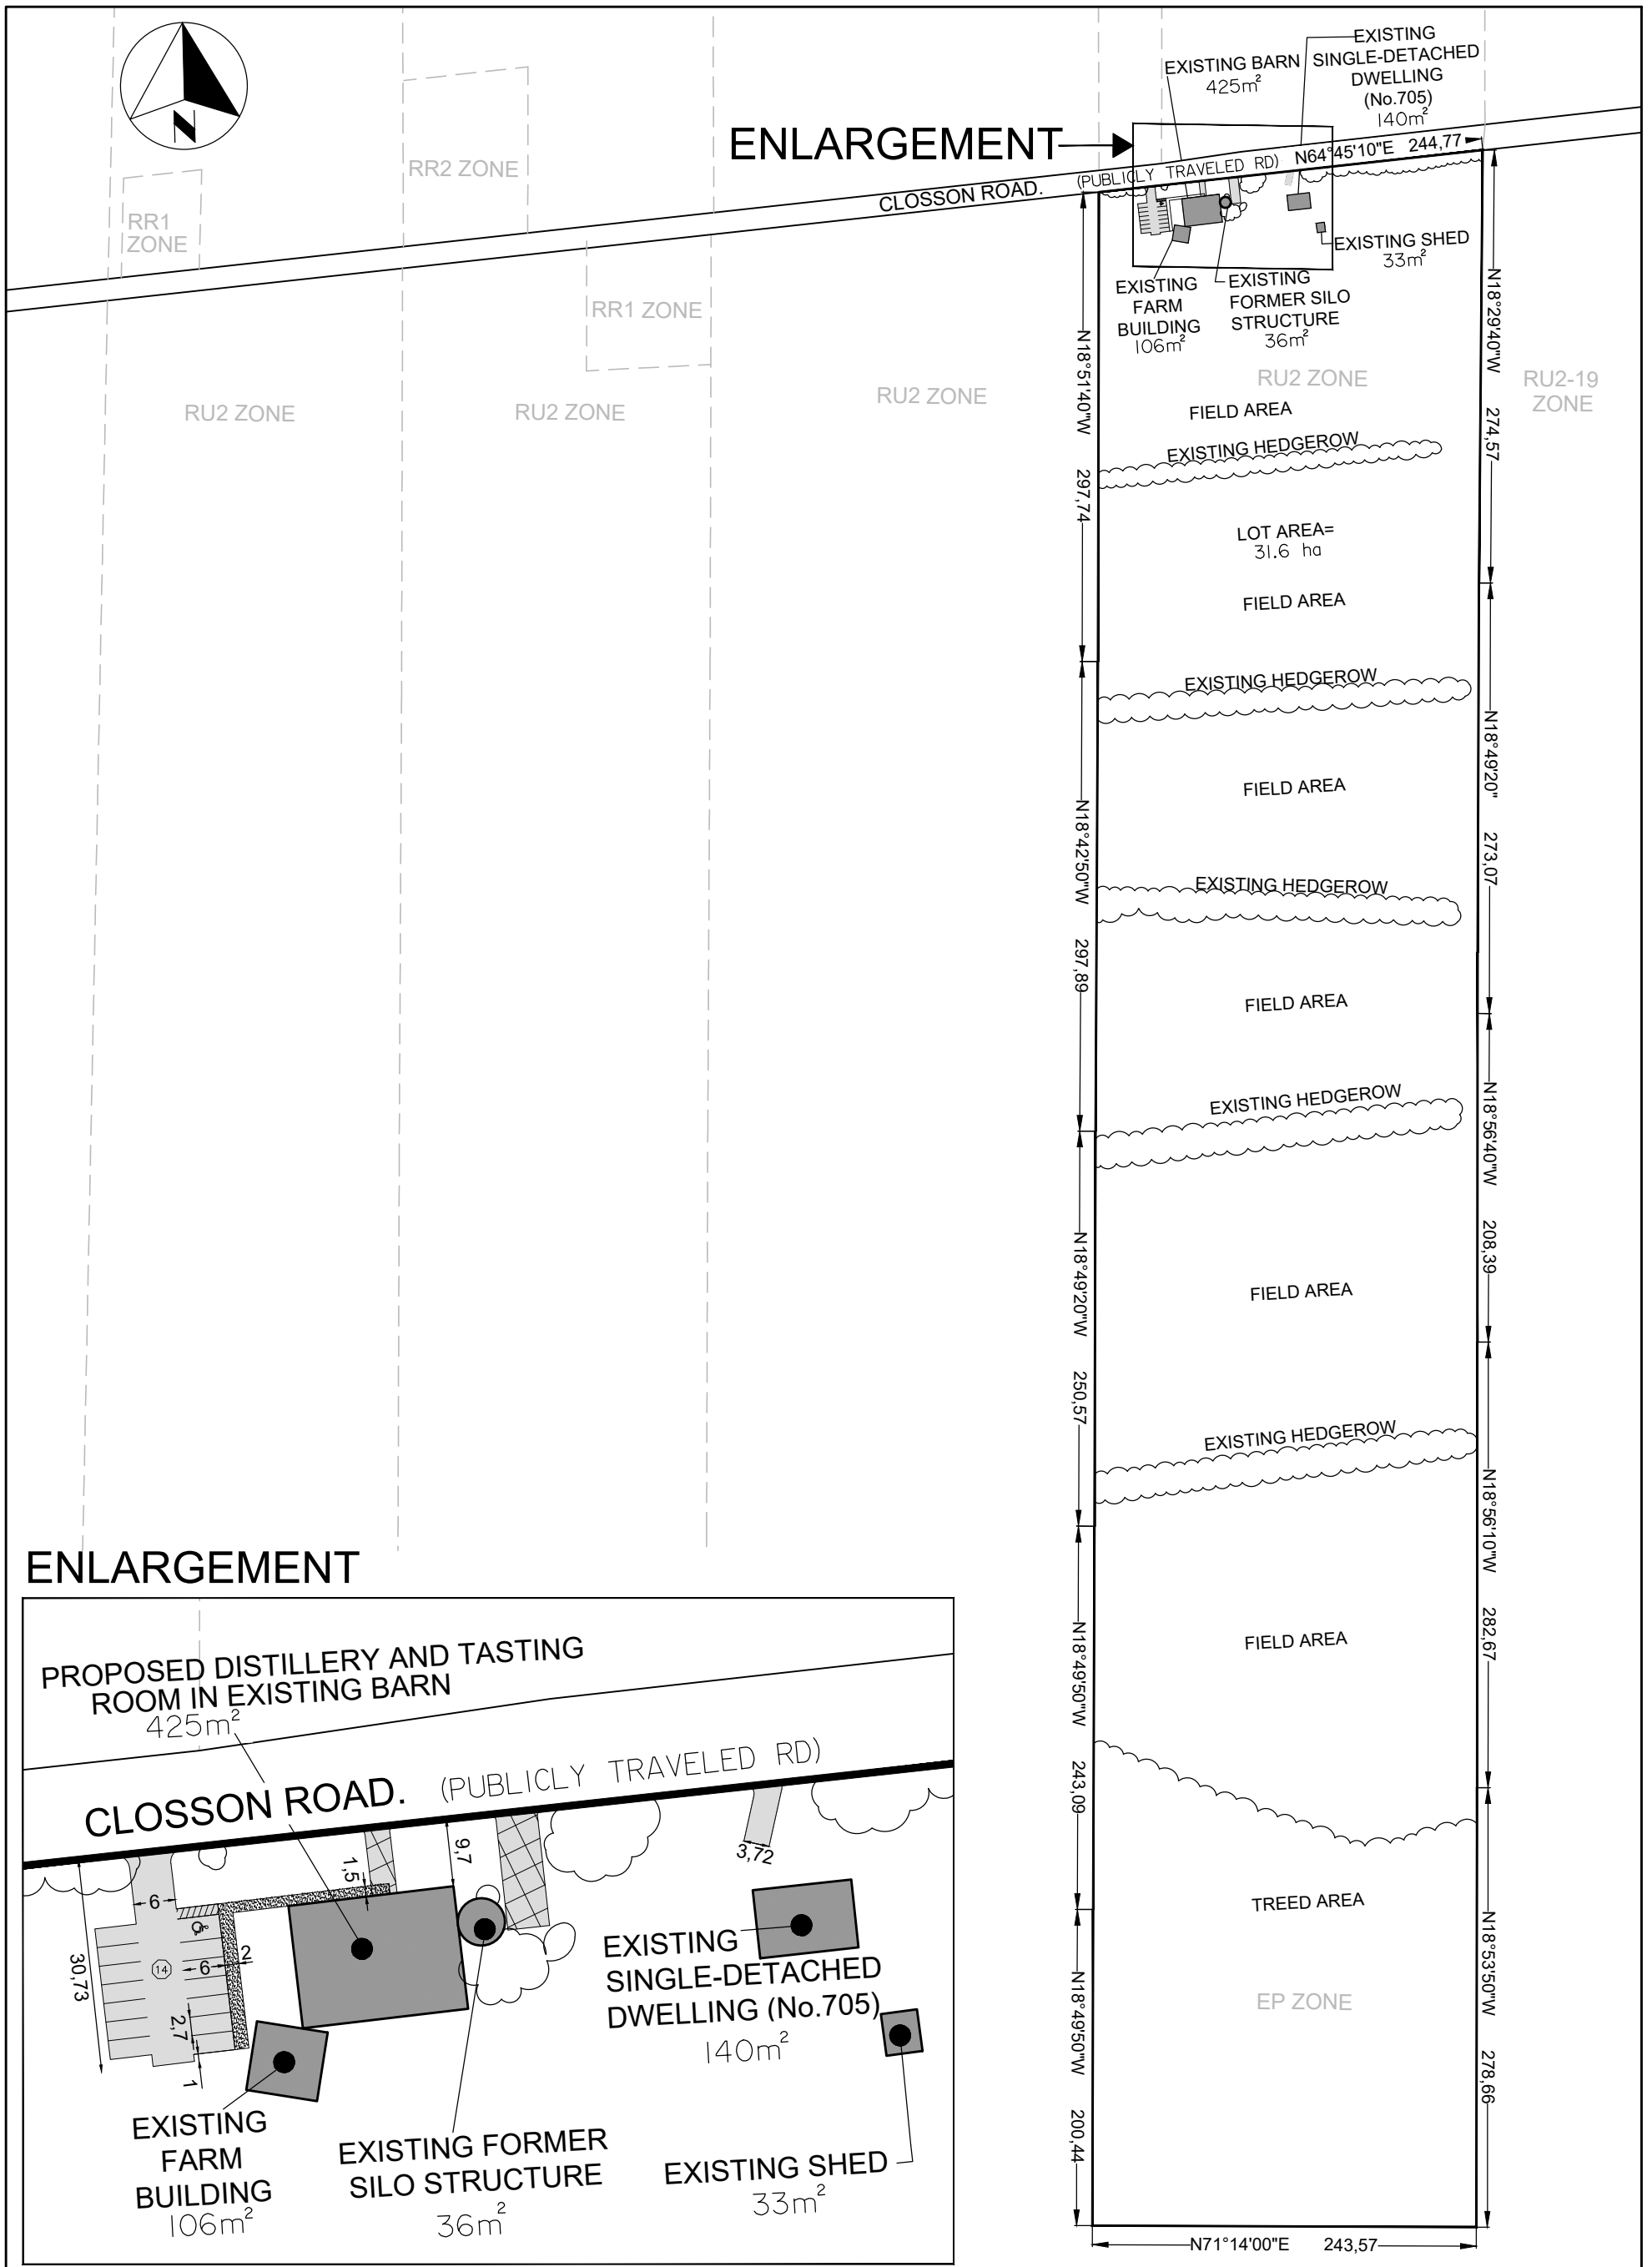 N
RR2 ZONE
RR1
ZONE
RR1 ZONE
RU2 ZONE
RU2 ZONE
RU2 ZONE
ENLARGEMENT
CLOSSON ROAD.
(PUBLICLY TRAVELED RD)
N64°45'10"E 244,77
EXISTING BARN
425m²
EXISTING
SINGLE-DETACHED
DWELLING
(No.705)
140m²
EXISTING SHED
33m²
EXISTING
FARM
BUILDING
106m²
EXISTING
FORMER SILO
STRUCTURE
36m²
RU2 ZONE
RU2-19
ZONE
FIELD AREA
EXISTING HEDGEROW
LOT AREA=
31.6 ha
FIELD AREA
EXISTING HEDGEROW
FIELD AREA
EXISTING HEDGEROW
FIELD AREA
EXISTING HEDGEROW
FIELD AREA
EXISTING HEDGEROW
FIELD AREA
TREED AREA
EP ZONE
N18°51'40"W 297,74
N18°42'50"W 297,89
N18°49'20"W 250,57
N18°49'50"W 243,09
N18°49'50"W 200,44
N18°29'40"W 274,57
N18°49'20" 273,07
N18°56'40"W 208,39
N18°56'10"W 282,67
N18°53'50"W 278,66
N71°14'00"E 243,57
ENLARGEMENT
PROPOSED DISTILLERY AND TASTING
ROOM IN EXISTING BARN
425m²
CLOSSON ROAD.
(PUBLICLY TRAVELED RD)
1,5
9,7
3,72
6
30,73
14
6
2
2,7
1
EXISTING
SINGLE-DETACHED
DWELLING (No.705)
140m²
EXISTING
FARM
BUILDING
106m²
EXISTING FORMER
SILO STRUCTURE
36m²
EXISTING SHED
33m²